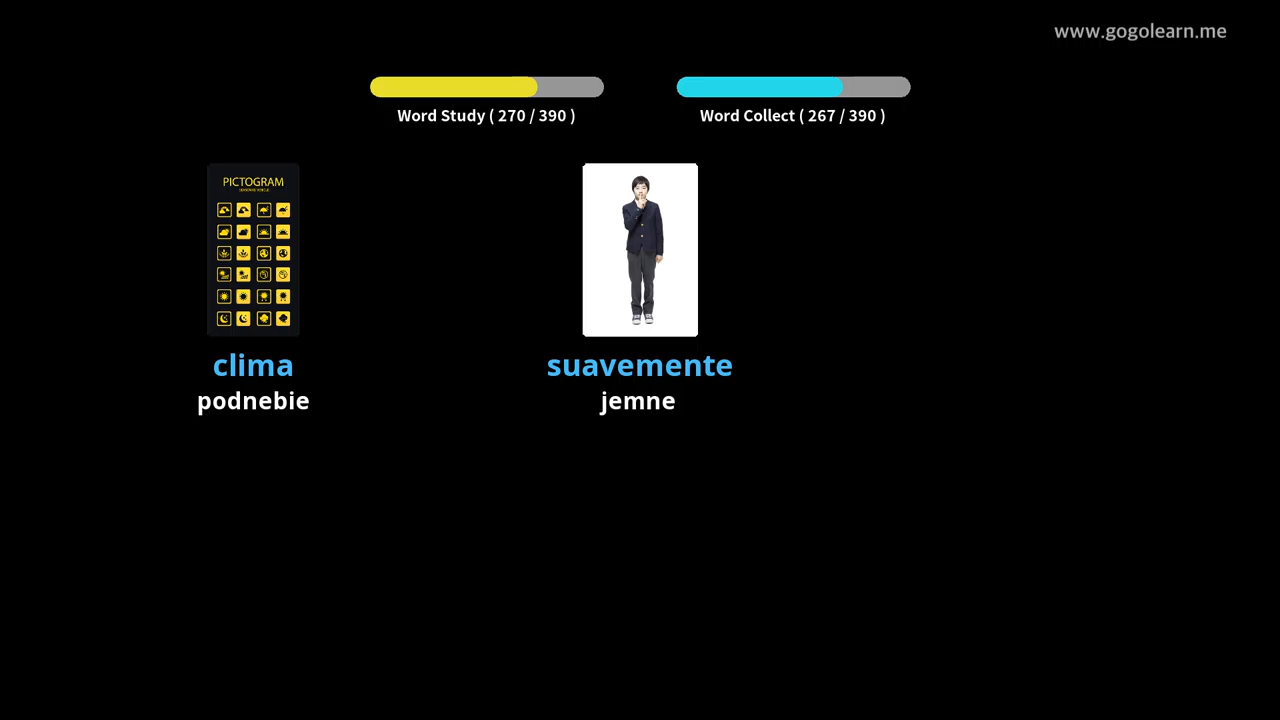 www.gogolearn.me
Word Study ( 270 / 390 )
Word Collect ( 267 / 390 )
PICTOGRAM
clima
podnebie
suavemente
jemne